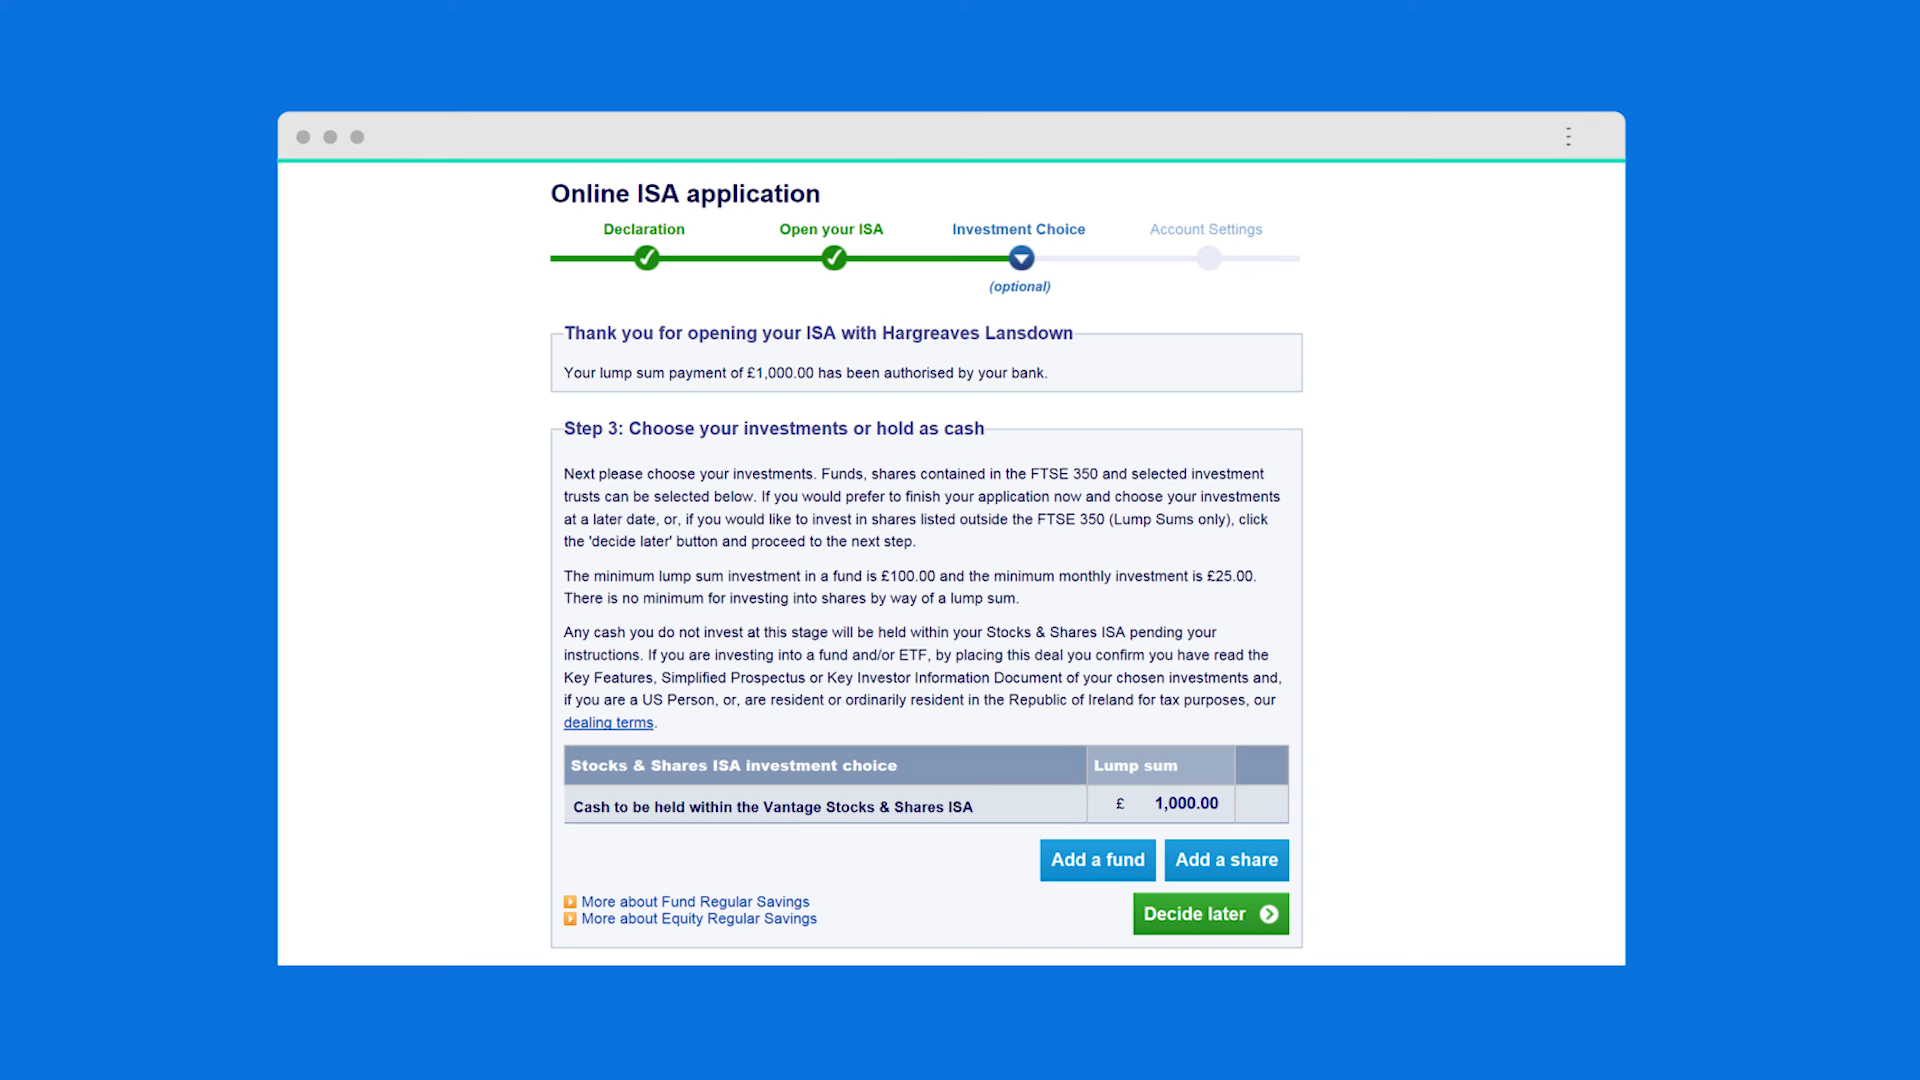 Online ISA application
Declaration
Open your ISA
Investment Choice
Account Settings
(optional)
Thank you for opening your ISA with Hargreaves Lansdown
Your lump sum payment of £1,000.00 has been authorised by your bank.
Step 3: Choose your investments or hold as cash
Next please choose your investments. Funds, shares contained in the FTSE 350 and selected investment
trusts can be selected below. If you would prefer to finish your application now and choose your investments
at a later date, or, if you would like to invest in shares listed outside the FTSE 350 (Lump Sums only), click
the 'decide later' button and proceed to the next step.
The minimum lump sum investment in a fund is £100.00 and the minimum monthly investment is £25.00.
There is no minimum for investing into shares by way of a lump sum.
Any cash you do not invest at this stage will be held within your Stocks & Shares ISA pending your
instructions. If you are investing into a fund and/or ETF, by placing this deal you confirm you have read the
Key Features, Simplified Prospectus or Key Investor Information Document of your chosen investments and,
if you are a US Person, or, are resident or ordinarily resident in the Republic of Ireland for tax purposes, our
dealing terms.
Stocks & Shares ISA investment choice
Lump sum
Cash to be held within the Vantage Stocks & Shares ISA
£ 1,000.00
Add a fund
Add a share
More about Fund Regular Savings
More about Equity Regular Savings
Decide later